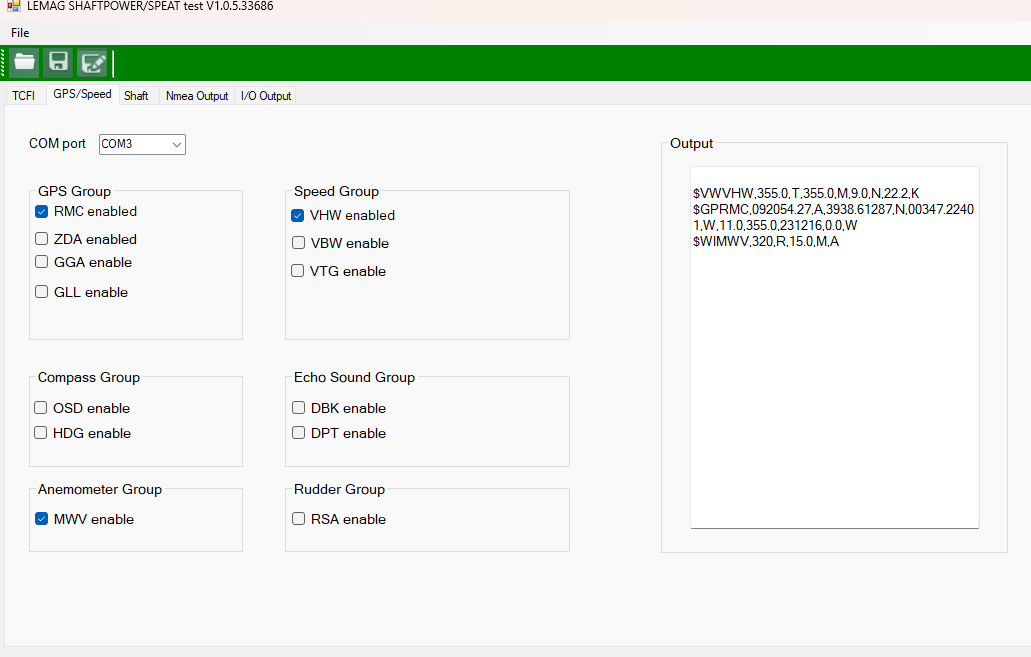 LEMAG SHAFTPOWER/SPEAT test V1.0.5.33686
File
TCFI GPS/Speed Shaft Nmea Output I/O Output
COM port COM3
Output
GPS Group
RMC enabled
ZDA enabled
GGA enable
GLL enable
Speed Group
VHW enabled
VBW enable
VTG enable
Compass Group
OSD enable
HDG enable
Echo Sound Group
DBK enable
DPT enable
Anemometer Group
MWV enable
Rudder Group
RSA enable
$VWVHW,355.0,T,355.0,M,9.0,N,22.2,K
$GPRMC,092054.27,A,3938.61287,N,00347.2240
1,W,11.0,355.0,231216,0.0,W
$WIMWV,320,R,15.0,M,A